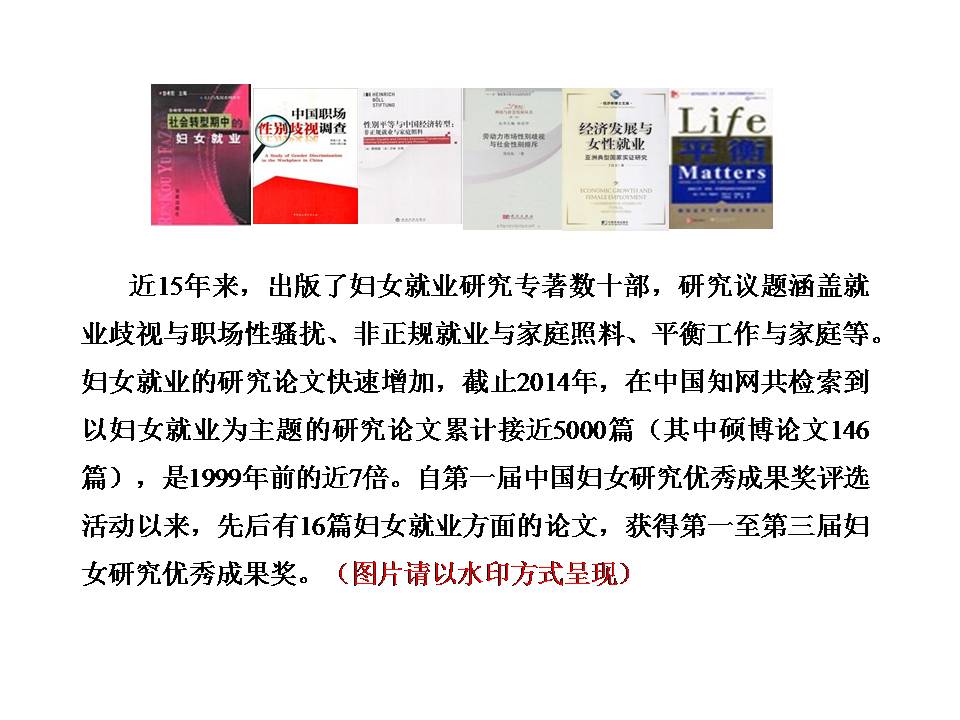 社会转型期中的
妇女就业
中国职场
性别歧视调查
A Study of Gender Discrimination
in the Workplace in China
HEINRICH
BÖLL
STIFTUNG
性别平等与中国经济转型：
非正规就业与家庭照料
劳动力市场性别歧视
与社会性别排斥
经济发展与
女性就业
亚洲典型国家实证研究
ECONOMIC GROWTH AND
FEMALE EMPLOYMENT
Life
平衡
Matters
近15年来，出版了妇女就业研究专著数十部，研究议题涵盖就
业歧视与职场性骚扰、非正规就业与家庭照料、平衡工作与家庭等。
妇女就业的研究论文快速增加，截止2014年，在中国知网共检索到
以妇女就业为主题的研究论文累计接近5000篇（其中硕博论文146
篇），是1999年前的近7倍。自第一届中国妇女研究优秀成果奖评选
活动以来，先后有16篇妇女就业方面的论文，获得第一至第三届妇
女研究优秀成果奖。（图片请以水印方式呈现）